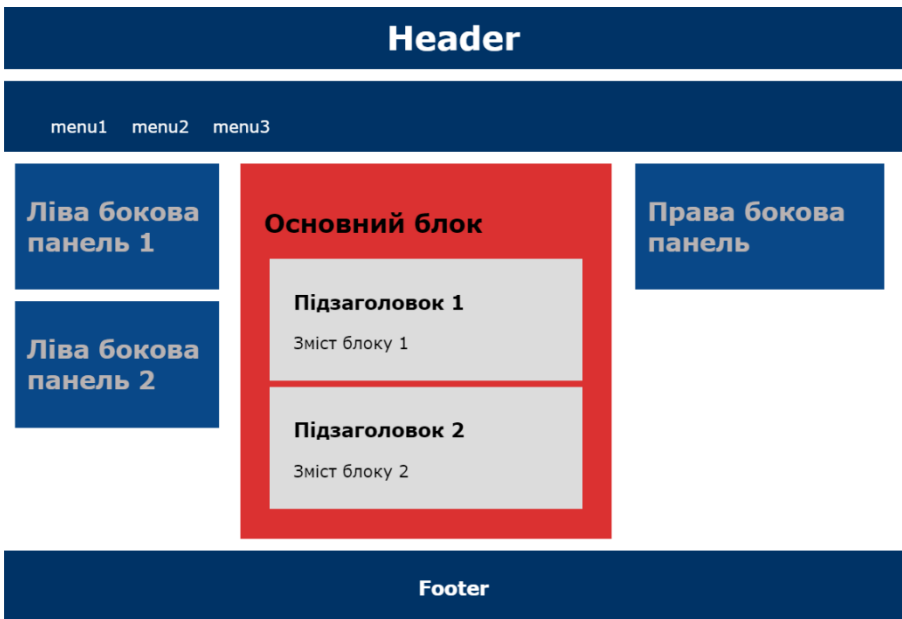 Header
menu1 menu2 menu3
Ліва бокова
панель 1
Ліва бокова
панель 2
Основний блок
Підзаголовок 1
Зміст блоку 1
Підзаголовок 2
Зміст блоку 2
Права бокова
панель
Footer